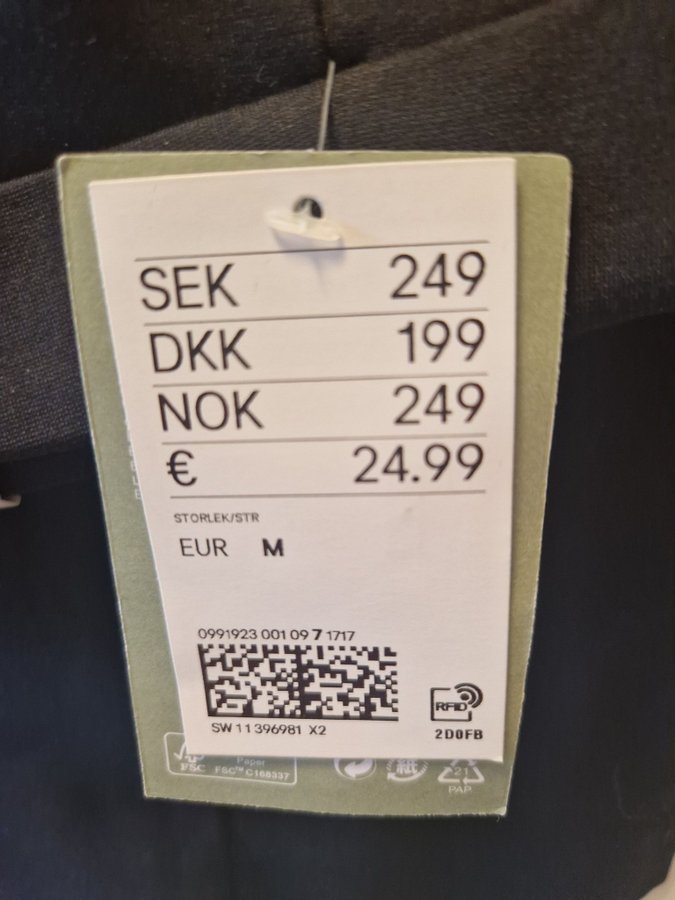 SEK 249
DKK 199
NOK 249
€ 24.99
STORLEK/STR
EUR M
0991923 001 09 7 1717
SW 11396981 X2
RFID
2D0FB
FSC
Paper
FSC™ C168337
紙
21
PAP